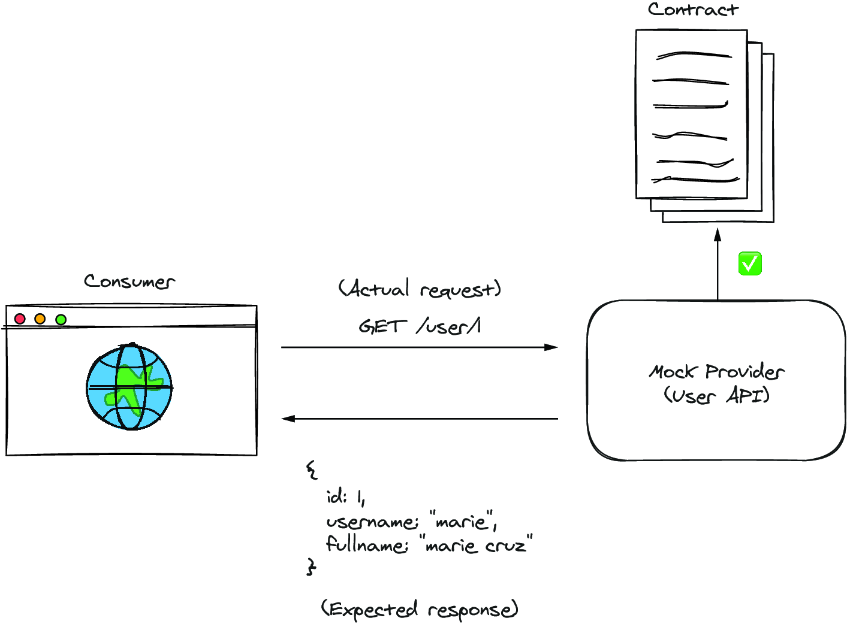 Contract
Consumer
(Actual request)
GET /user/1
Mock Provider
(User API)
{
id: 1,
username: "marie",
fullname: "marie cruz"
}
(Expected response)